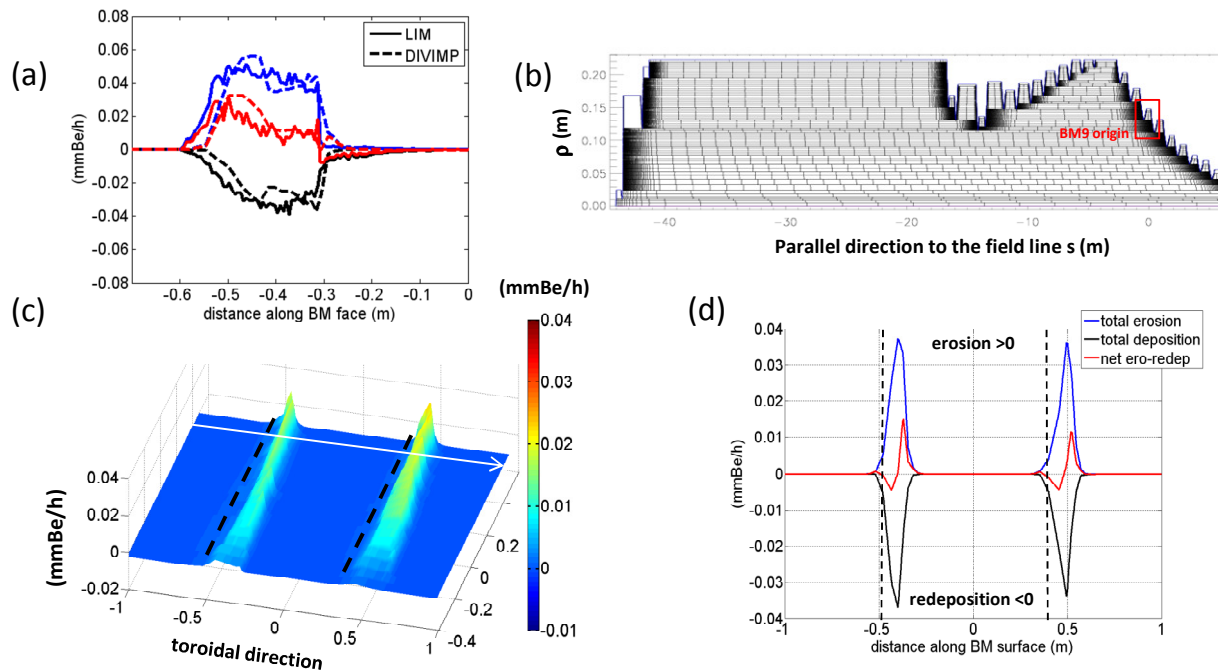 (a)
0.08
0.06
0.04
0.02
0
-0.02
-0.04
-0.06
-0.08
(mmBe/h)
LIM
DIVIMP
-0.6
-0.5
-0.4
-0.3
-0.2
-0.1
0
distance along BM face (m)
(b)
0.20
0.15
0.10
0.05
0.00
ρ (m)
BM9 origin
-40
-30
-20
-10
0
Parallel direction to the field line s (m)
(c)
(mmBe/h)
0.04
0.03
0.02
0.01
0
-0.01
0.04
0.02
0
-0.02
(mmBe/h)
-1
-0.5
0
0.5
1
toroidal direction
0.2
0
-0.2
-0.4
(d)
0.04
0.03
0.02
0.01
0
-0.01
-0.02
-0.03
-0.04
(mmBe/h)
total erosion
total deposition
net ero-redep
erosion >0
redeposition <0
-1
-0.5
0
0.5
1
distance along BM surface (m)